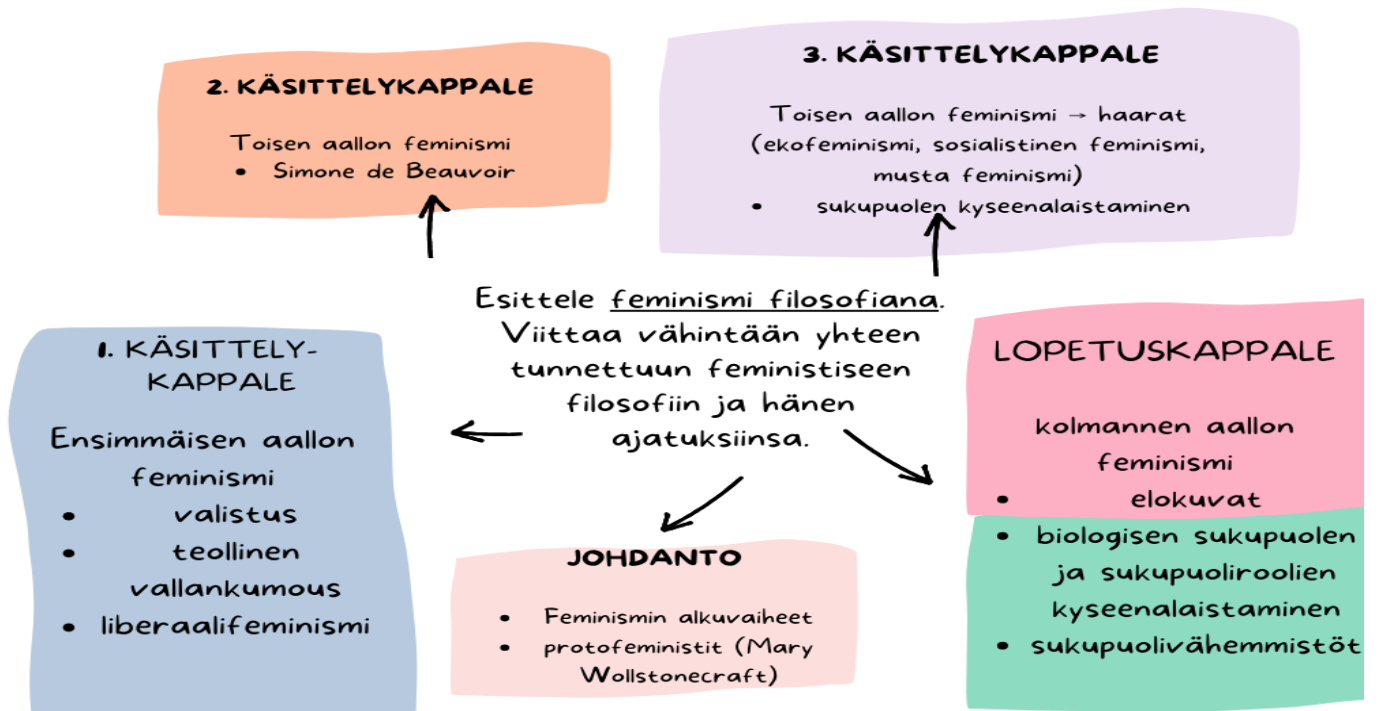 2. KÄSITTELYKAPPALE
Toisen aallon feminismi
• Simone de Beauvoir
3. KÄSITTELYKAPPALE
Toisen aallon feminismi → haarat
(ekofeminismi, sosialistinen feminismi,
musta feminismi)
• sukupuolen kyseenalaistaminen
Esittele feminismi filosofiana.
Viittaa vähintään yhteen
tunnettuun feministiseen
filosofiin ja hänen
ajatuksiinsa.
1. KÄSITTELY-
KAPPALE
Ensimmäisen aallon
feminismi
• valistus
• teollinen
vallankumous
• liberaalifeminismi
JOHDANTO
• Feminismin alkuvaiheet
• protofeministit (Mary
Wollstonecraft)
LOPETUSKAPPALE
kolmannen aallon
feminismi
• elokuvat
• biologisen sukupuolen
ja sukupuoliroolien
kyseenalaistaminen
• sukupuolivähemmistöt